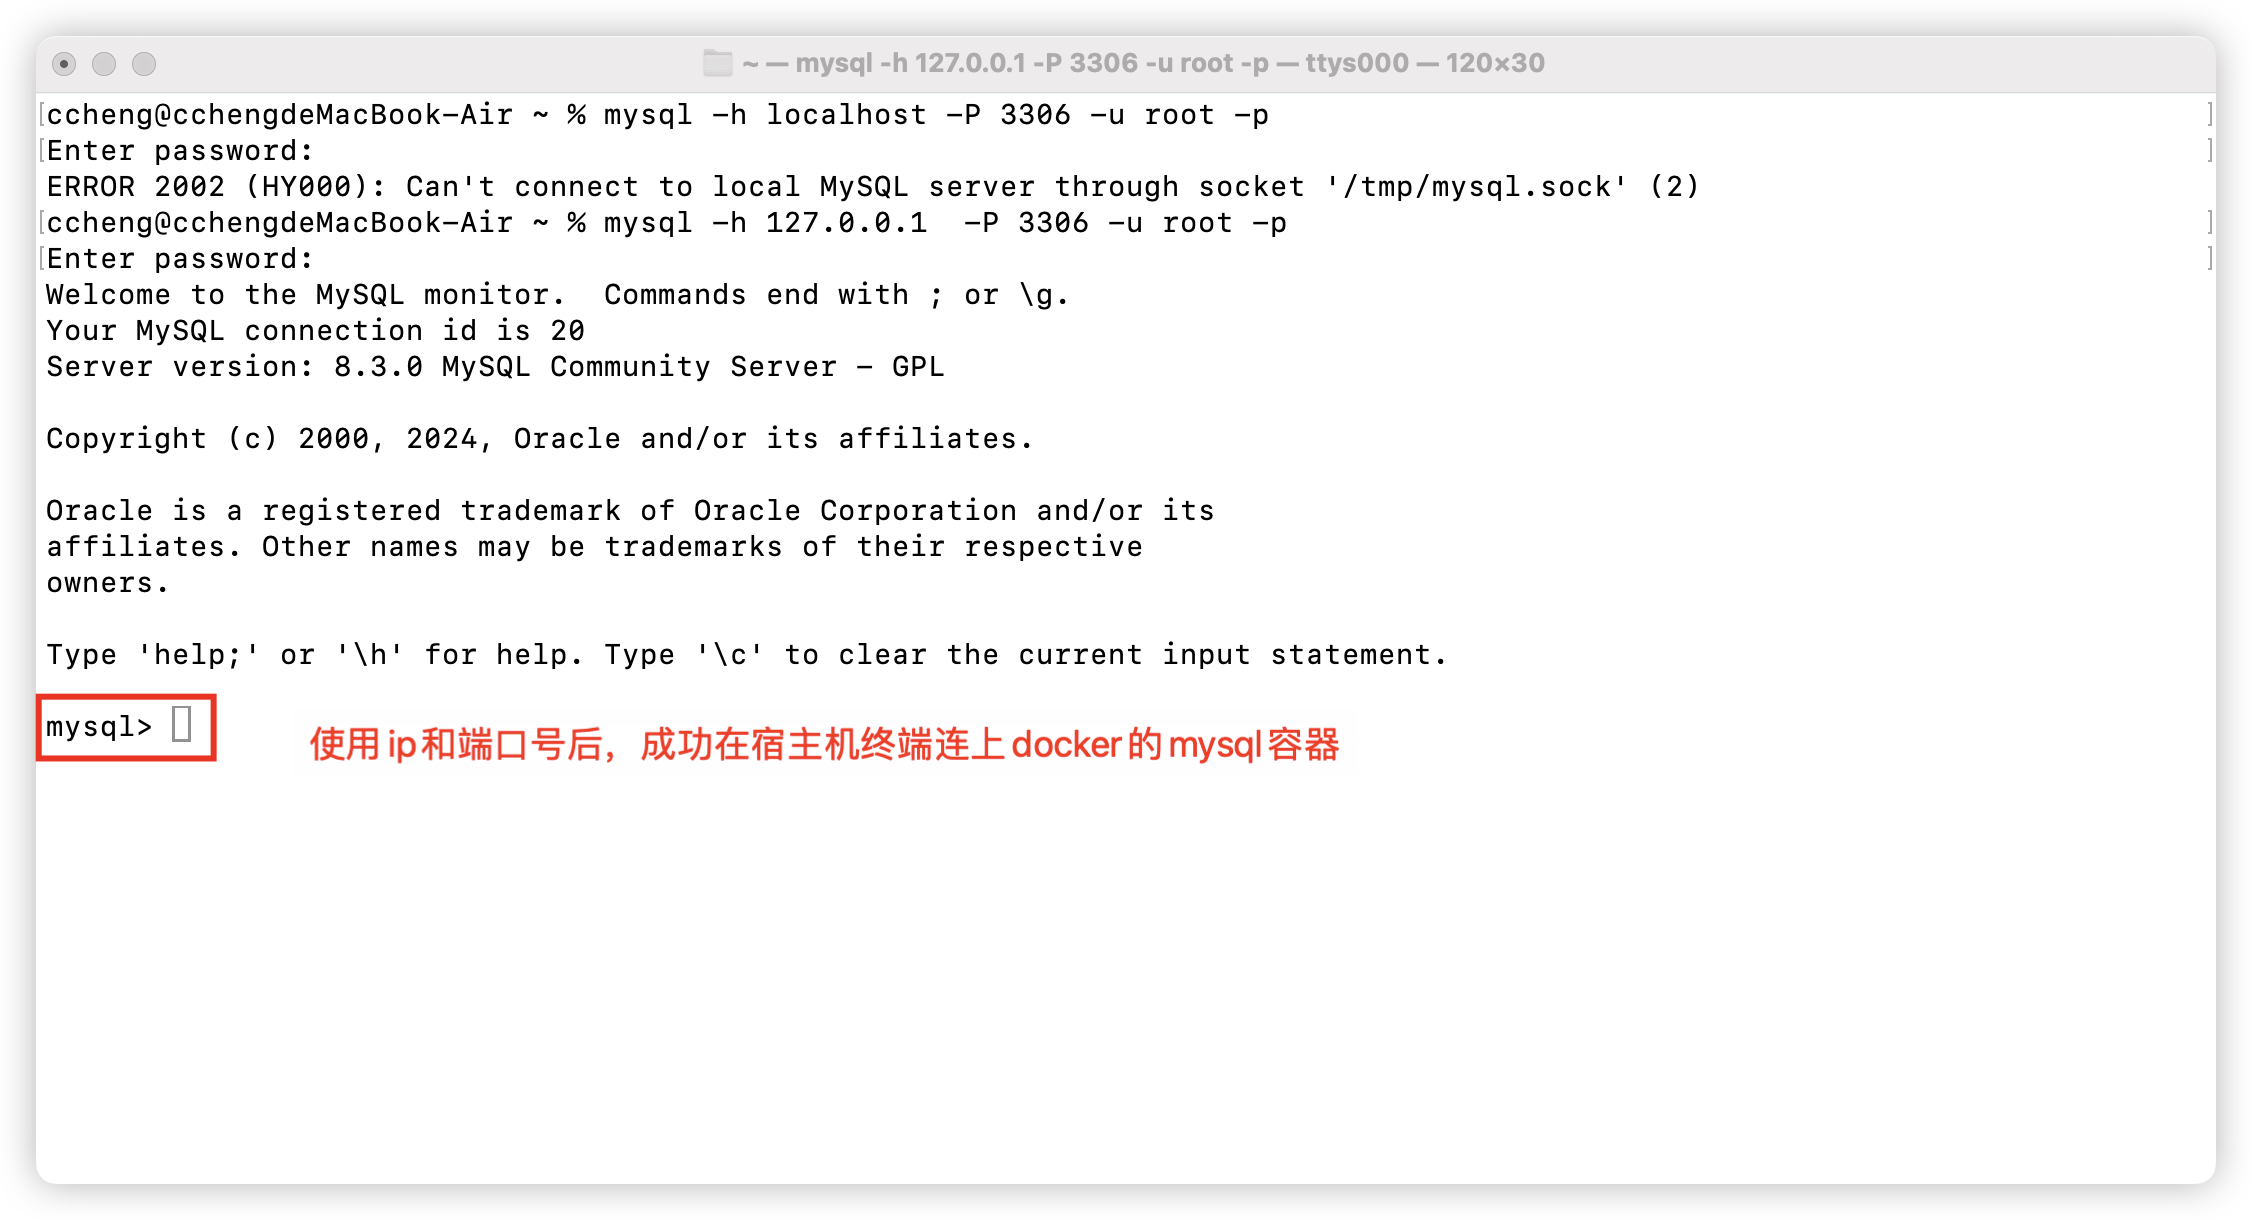 ~ — mysql -h 127.0.0.1 -P 3306 -u root -p — ttys000 — 120×30
[ccheng@cchengdeMacBook-Air ~ % mysql -h localhost -P 3306 -u root -p ]
[Enter password: ]
ERROR 2002 (HY000): Can't connect to local MySQL server through socket '/tmp/mysql.sock' (2)
[ccheng@cchengdeMacBook-Air ~ % mysql -h 127.0.0.1  -P 3306 -u root -p ]
[Enter password: ]
Welcome to the MySQL monitor.  Commands end with ; or \g.
Your MySQL connection id is 20
Server version: 8.3.0 MySQL Community Server - GPL
Copyright (c) 2000, 2024, Oracle and/or its affiliates.
Oracle is a registered trademark of Oracle Corporation and/or its
affiliates. Other names may be trademarks of their respective
owners.
Type 'help;' or '\h' for help. Type '\c' to clear the current input statement.
mysql>
使用ip和端口号后，成功在宿主机终端连上docker的mysql容器